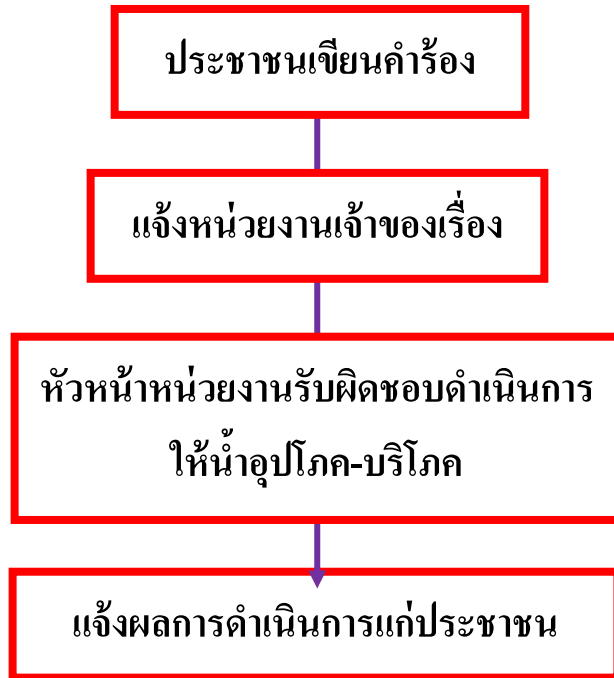 ประชาชนเขียนคำร้อง
แจ้งหน่วยงานเจ้าของเรื่อง
หัวหน้าหน่วยงานรับผิดชอบดำเนินการ
ให้น้ำอุปโภค-บริโภค
แจ้งผลการดำเนินการแก่ประชาชน